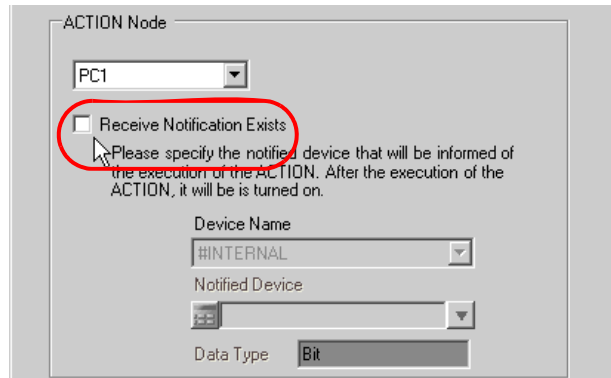 ACTION Node
PC1
Receive Notification Exists
Please specify the notified device that will be informed of
the execution of the ACTION. After the execution of the
ACTION, it will be is turned on.
Device Name
#INTERNAL
Notified Device
Data Type Bit